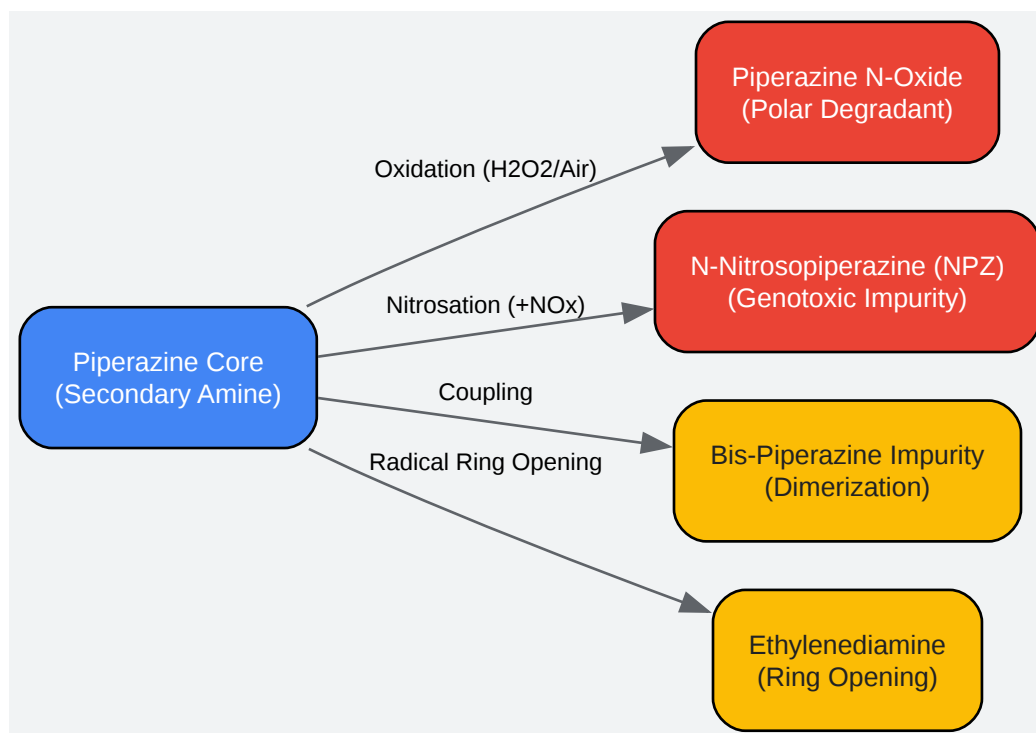 Piperazine N-Oxide
(Polar Degradant)
Oxidation (H2O2/Air)
N-Nitrosopiperazine (NPZ)
(Genotoxic Impurity)
Nitrosation (+NOx)
Piperazine Core
(Secondary Amine)
Coupling
Bis-Piperazine Impurity
(Dimerization)
Radical Ring Opening
Ethylenediamine
(Ring Opening)